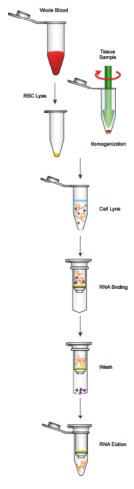 Whole Blood
Tissue
Sample
RBC Lysis
Homogenization
Cell Lysis
RNA Binding
Wash
RNA Elution